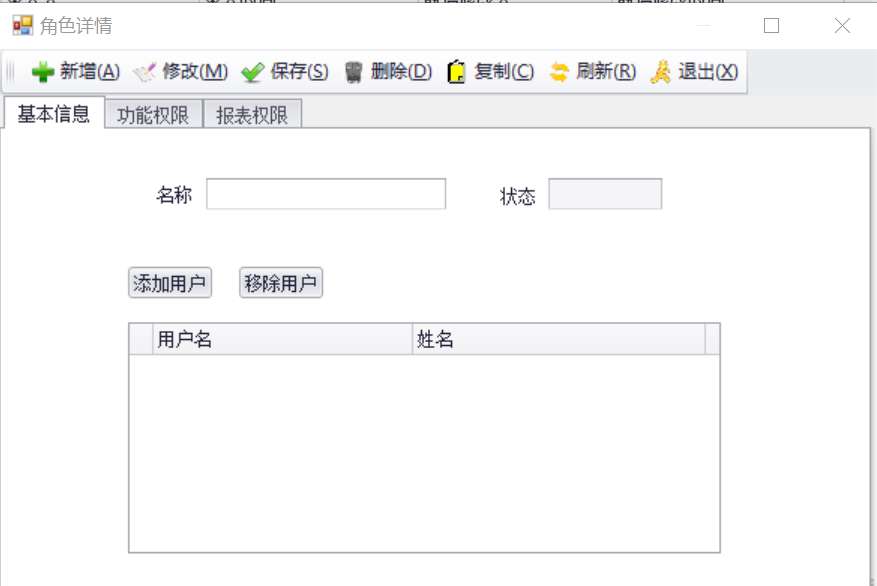 角色详情
新增(A) 修改(M) 保存(S) 删除(D) 复制(C) 刷新(R) 退出(X)
基本信息 功能权限 报表权限
名称 状态
添加用户 移除用户
用户名 姓名